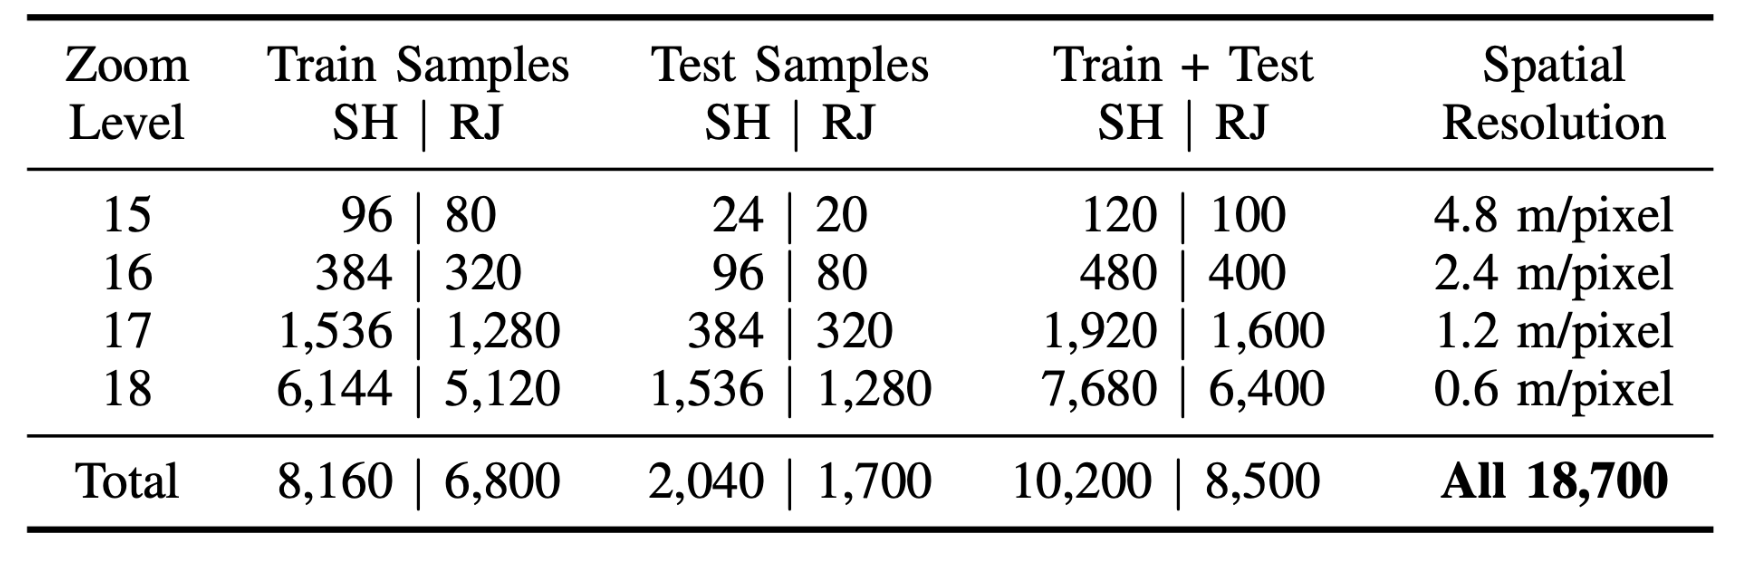 Zoom Train Samples Test Samples Train + Test Spatial
Level SH | RJ SH | RJ SH | RJ Resolution
15 96 | 80 24 | 20 120 | 100 4.8 m/pixel
16 384 | 320 96 | 80 480 | 400 2.4 m/pixel
17 1,536 | 1,280 384 | 320 1,920 | 1,600 1.2 m/pixel
18 6,144 | 5,120 1,536 | 1,280 7,680 | 6,400 0.6 m/pixel
Total 8,160 | 6,800 2,040 | 1,700 10,200 | 8,500 All 18,700